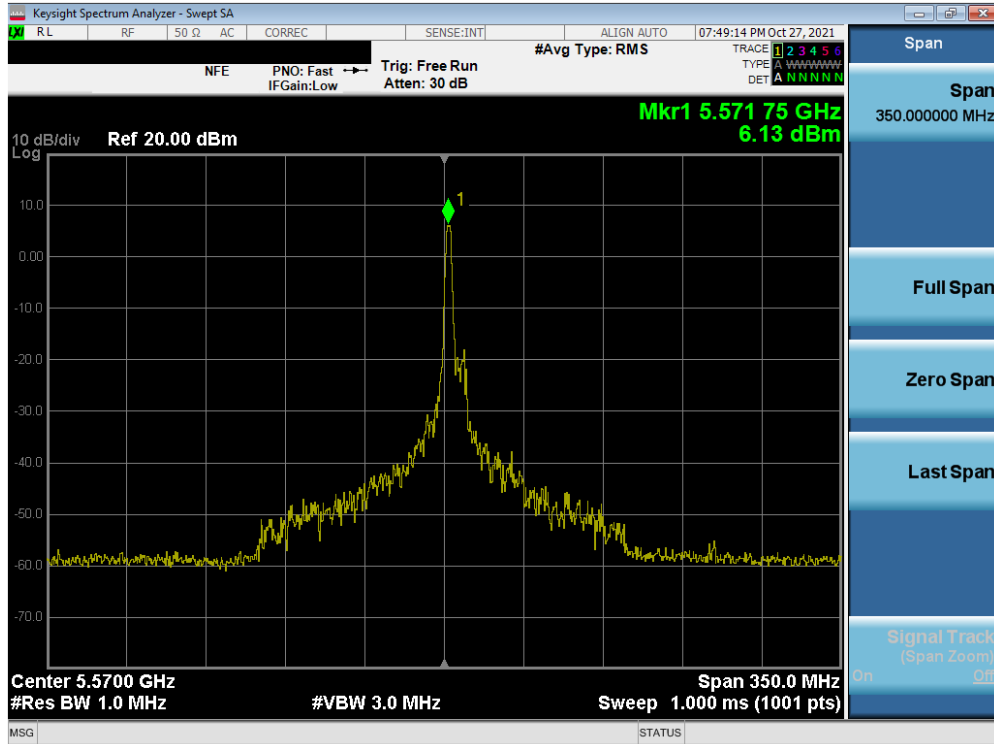 Keysight Spectrum Analyzer - Swept SA
LXI RL RF 50 Ω AC CORREC SENSE:INT ALIGN AUTO 07:49:14 PM Oct 27, 2021
NFE PNO: Fast Trig: Free Run #Avg Type: RMS TRACE 1 2 3 4 5 6
IFGain:Low Atten: 30 dB TYPE A WWWWW
DET A N N N N N
Mkr1 5.571 75 GHz
6.13 dBm
10 dB/div Ref 20.00 dBm
Log
1
10.0
0.00
-10.0
-20.0
-30.0
-40.0
-50.0
-60.0
-70.0
Center 5.5700 GHz Span 350.0 MHz
#Res BW 1.0 MHz #VBW 3.0 MHz Sweep 1.000 ms (1001 pts)
MSG STATUS
Span
Span
350.000000 MHz
Full Span
Zero Span
Last Span
Signal Track
(Span Zoom)
On Off